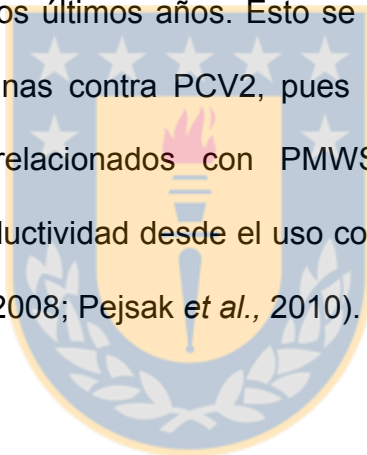 os últimos años. Esto se
nas contra PCV2, pues
relacionados con PMWS
ductividad desde el uso co
2008; Pejsak et al., 2010).